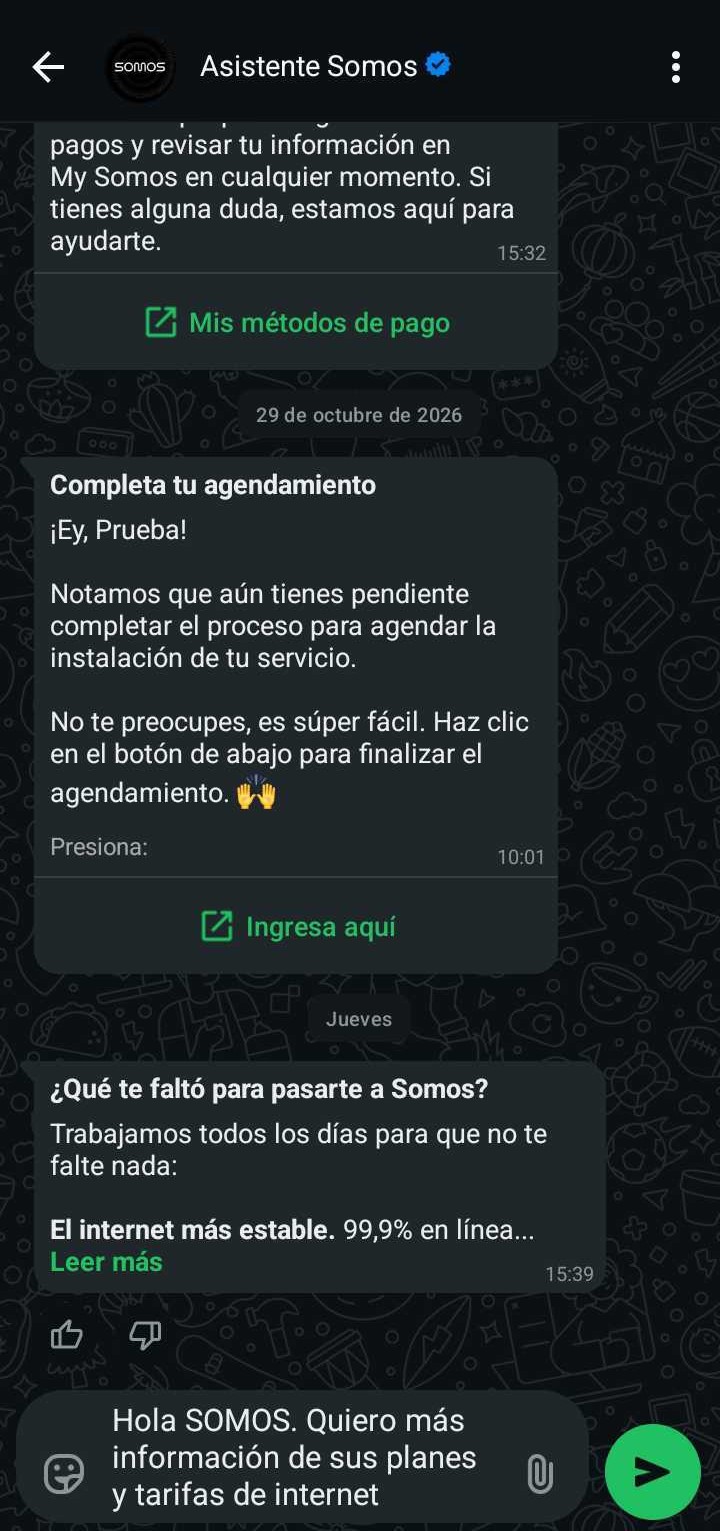 SOMOS
Asistente Somos
pagos y revisar tu información en
My Somos en cualquier momento. Si
tienes alguna duda, estamos aquí para
ayudarte.
15:32
Mis métodos de pago
29 de octubre de 2026
Completa tu agendamiento
¡Ey, Prueba!
Notamos que aún tienes pendiente
completar el proceso para agendar la
instalación de tu servicio.
No te preocupes, es súper fácil. Haz clic
en el botón de abajo para finalizar el
agendamiento. 🙌
Presiona:
10:01
Ingresa aquí
Jueves
¿Qué te faltó para pasarte a Somos?
Trabajamos todos los días para que no te
falte nada:
El internet más estable. 99,9% en línea...
Leer más
15:39
Hola SOMOS. Quiero más
información de sus planes
y tarifas de internet